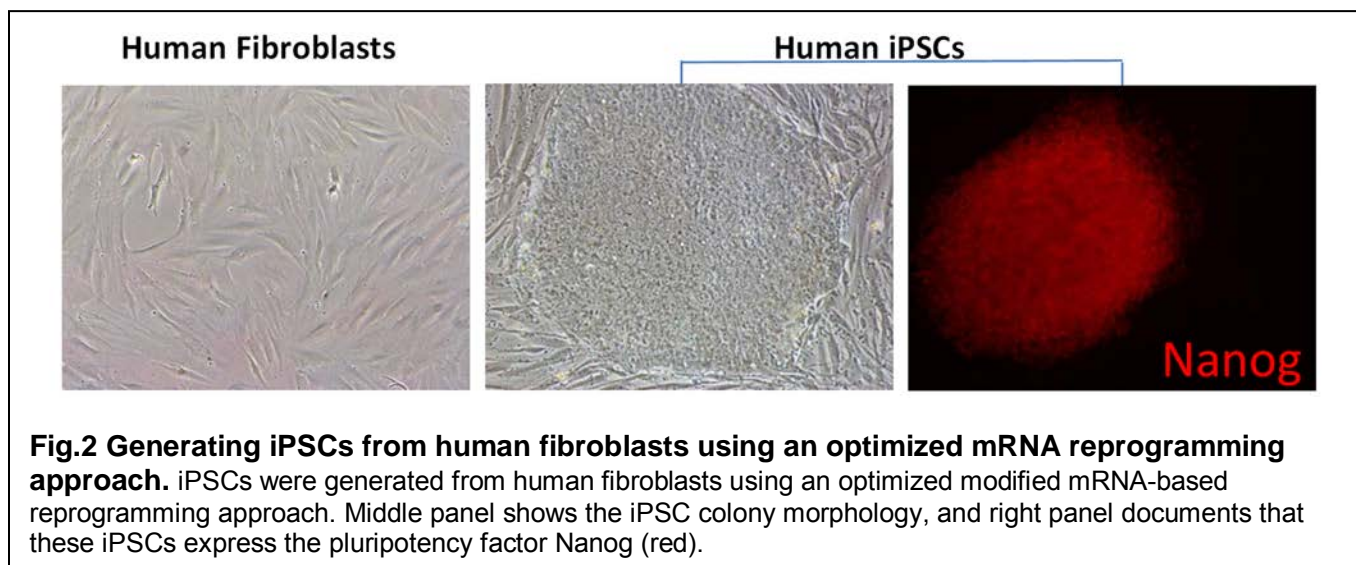 Human Fibroblasts
Human iPSCs
Nanog
Fig.2 Generating iPSCs from human fibroblasts using an optimized mRNA reprogramming
approach. iPSCs were generated from human fibroblasts using an optimized modified mRNA-based
reprogramming approach. Middle panel shows the iPSC colony morphology, and right panel documents that
these iPSCs express the pluripotency factor Nanog (red).